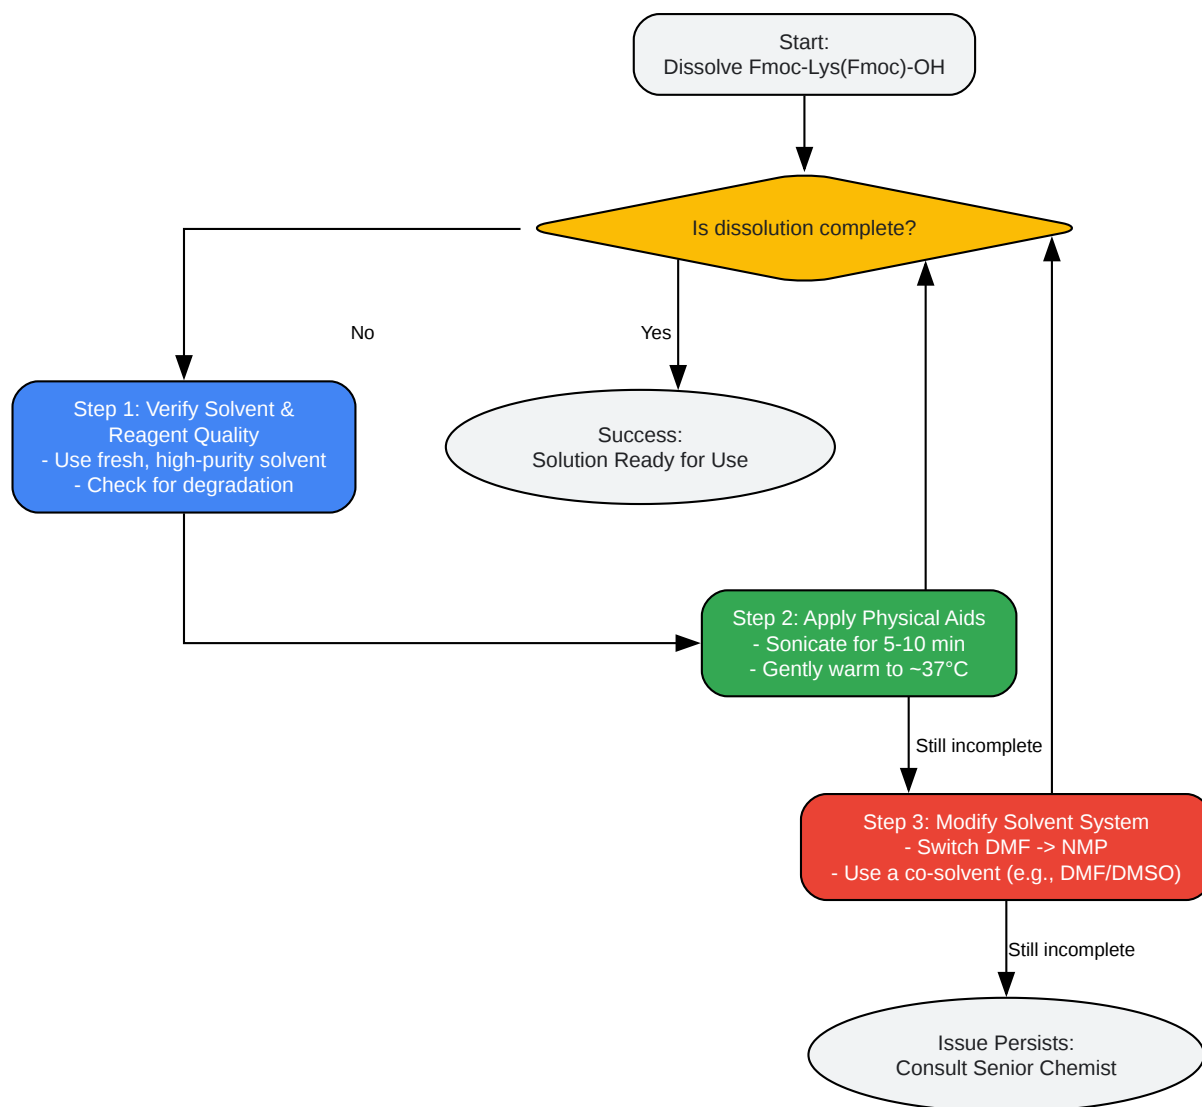 Start:
Dissolve Fmoc-Lys(Fmoc)-OH
Is dissolution complete?
No
Yes
Step 1: Verify Solvent &
Reagent Quality
- Use fresh, high-purity solvent
- Check for degradation
Success:
Solution Ready for Use
Step 2: Apply Physical Aids
- Sonicate for 5-10 min
- Gently warm to ~37°C
Still incomplete
Step 3: Modify Solvent System
- Switch DMF -> NMP
- Use a co-solvent (e.g., DMF/DMSO)
Still incomplete
Issue Persists:
Consult Senior Chemist